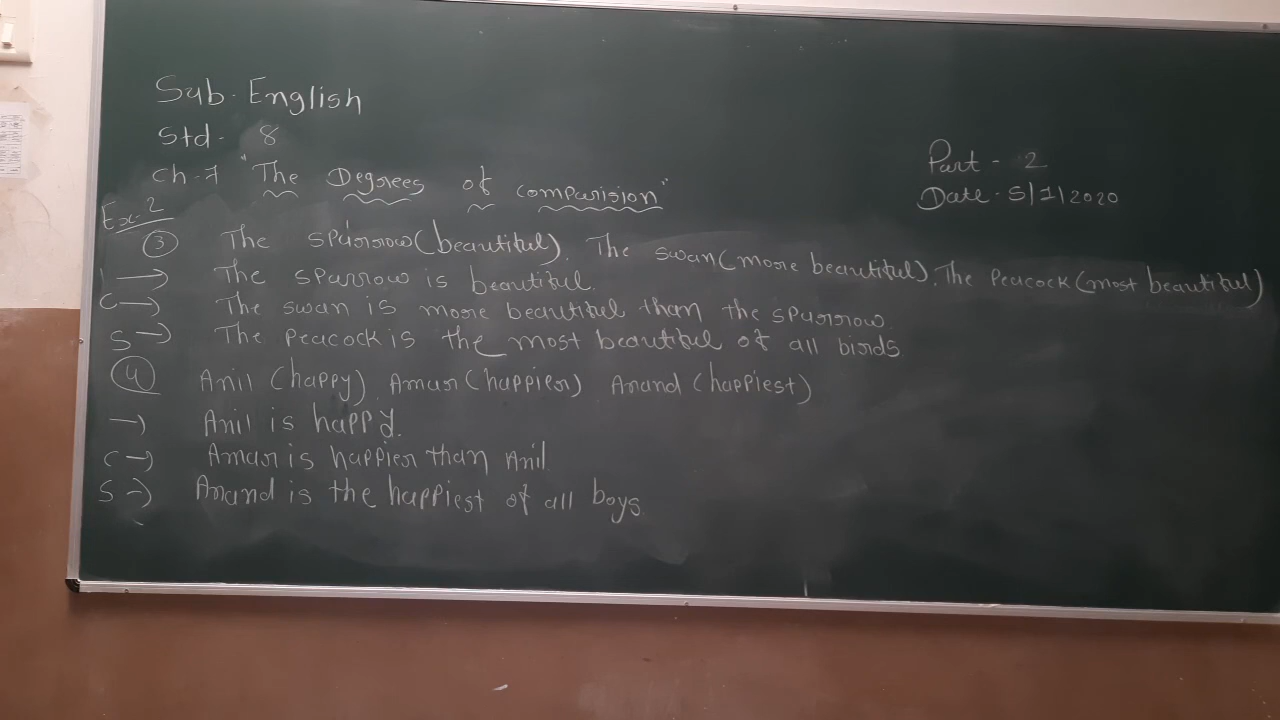 Sub. English
Std - 8
Ch-7 "The Degrees of comparision"
Part - 2
Date - 5/1/2020
Ex-2
③ The sparrow (beautiful). The swan (more beautiful). The Peacock (most beautiful)
→ The sparrow is beautiful.
C → The swan is more beautiful than the sparrow.
S → The Peacock is the most beautiful of all birds
④ Anil (happy) Amar (happier) Anand (happiest)
→ Anil is happy.
C → Amar is happier than Anil
S → Anand is the happiest of all boys.